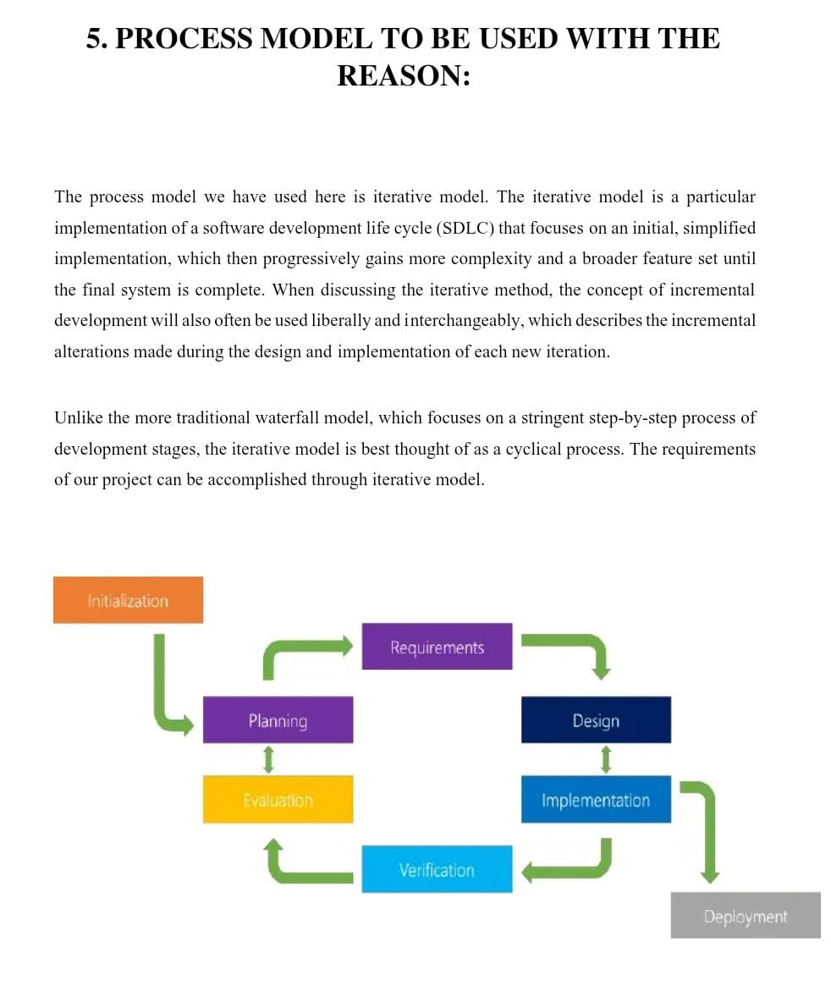 5. PROCESS MODEL TO BE USED WITH THE
REASON:
The process model we have used here is iterative model. The iterative model is a particular
implementation of a software development life cycle (SDLC) that focuses on an initial, simplified
implementation, which then progressively gains more complexity and a broader feature set until
the final system is complete. When discussing the iterative method, the concept of incremental
development will also often be used liberally and interchangeably, which describes the incremental
alterations made during the design and implementation of each new iteration.
Unlike the more traditional waterfall model, which focuses on a stringent step-by-step process of
development stages, the iterative model is best thought of as a cyclical process. The requirements
of our project can be accomplished through iterative model.
Initialization
Requirements
Planning
Design
Evaluation
Implementation
Verification
Deployment